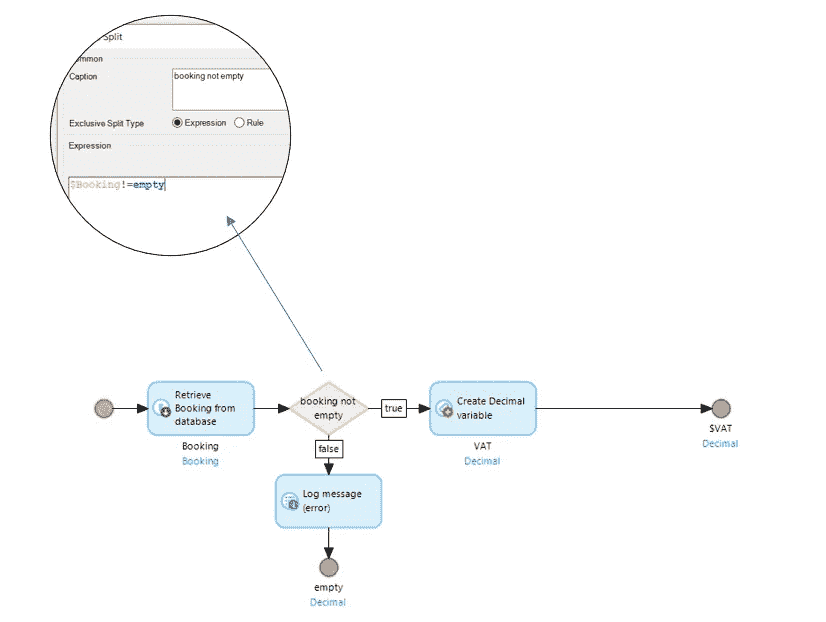 Split
ommon
Caption
booking not empty
Exclusive Split Type
Expression
Rule
Expression
$Booking!=empty
Retrieve
Booking from
database
Booking
Booking
booking not
empty
true
Create Decimal
variable
VAT
Decimal
$VAT
Decimal
false
Log message
(error)
empty
Decimal